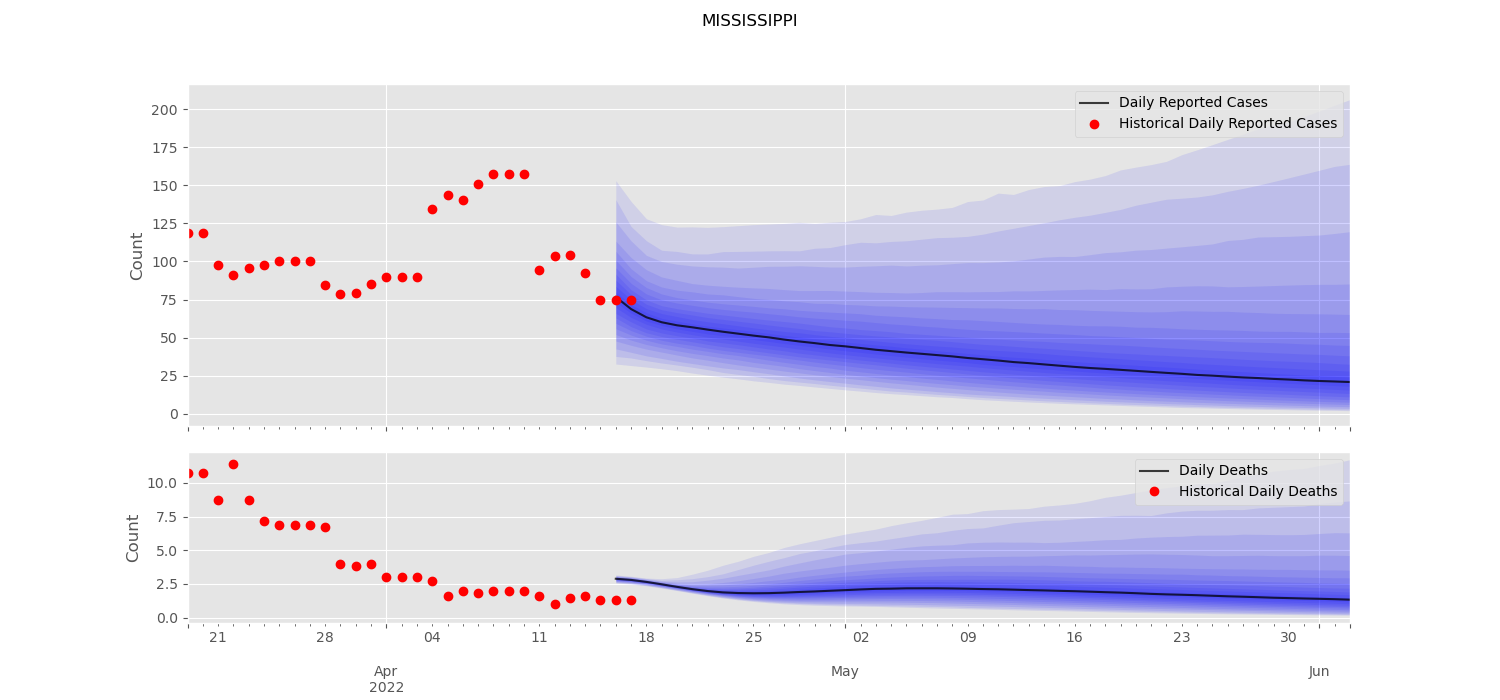 MISSISSIPPI
Daily Reported Cases
Historical Daily Reported Cases
Count
200
175
150
125
100
75
50
25
0
Daily Deaths
Historical Daily Deaths
Count
10.0
7.5
5.0
2.5
0.0
21 28 04 11 18 25 02 09 16 23 30
Apr May Jun
2022